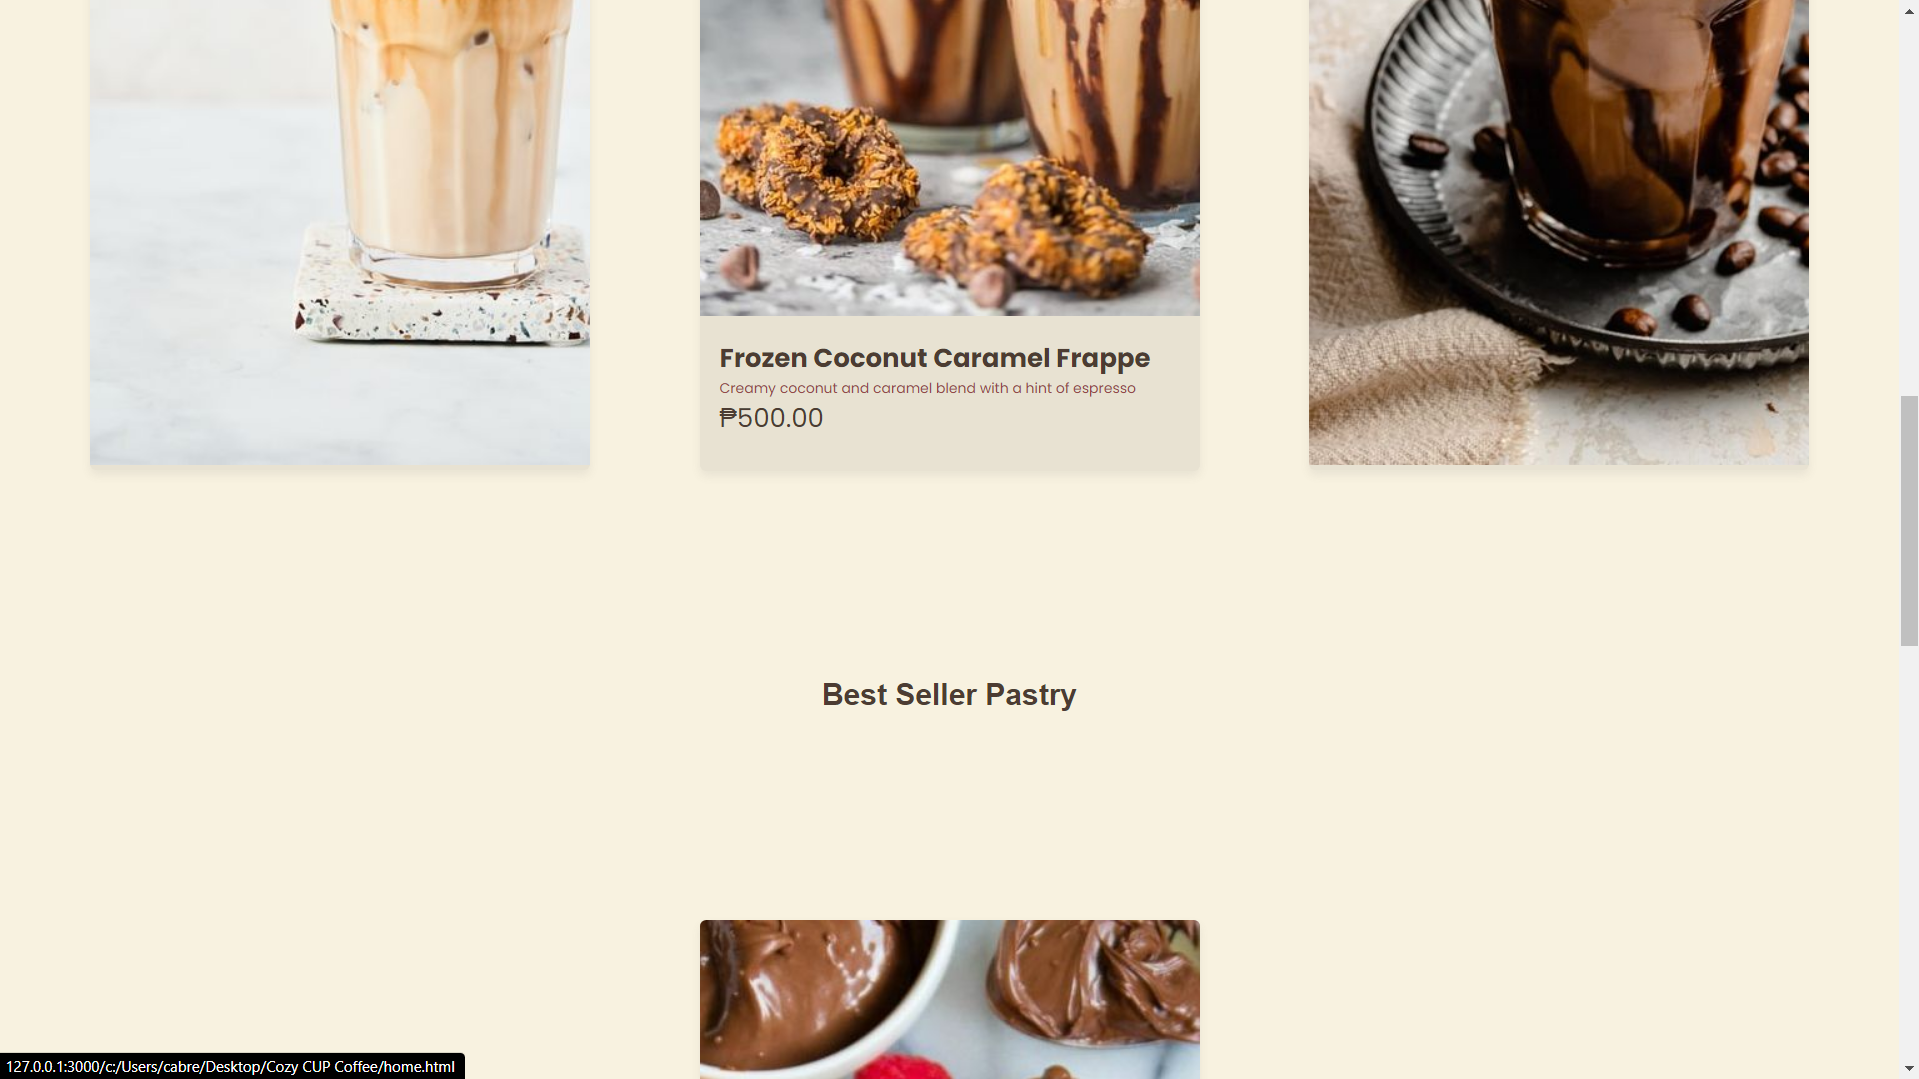 Frozen Coconut Caramel Frappe
Creamy coconut and caramel blend with a hint of espresso
₱500.00
Best Seller Pastry
127.0.0.1:3000/c:/Users/cabre/Desktop/Cozy CUP Coffee/home.html